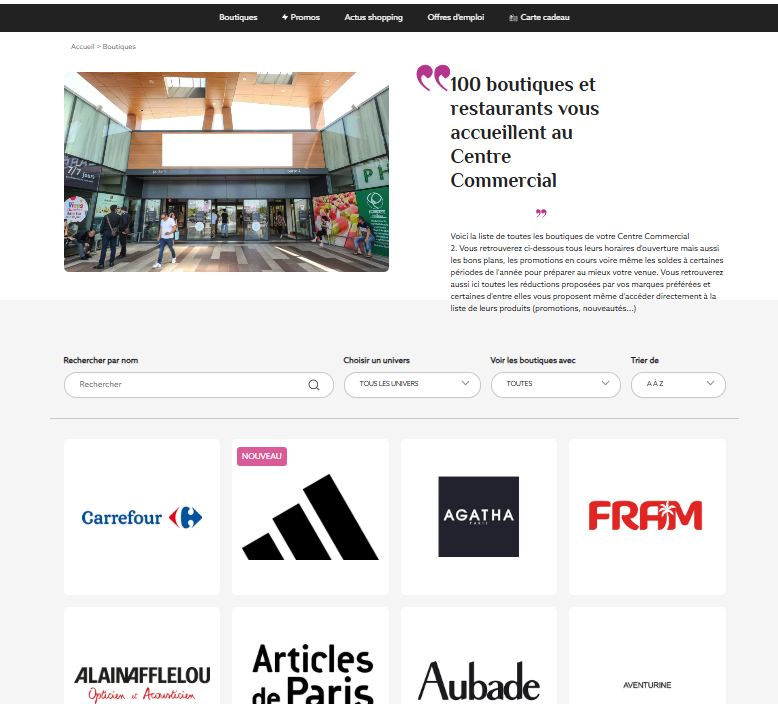 Boutiques
Promos
Actus shopping
Offres d'emploi
Carte cadeau
Accueil > Boutiques
7/7 Jours
PH
100 boutiques et
restaurants vous
accueillent au
Centre
Commercial
Voici la liste de toutes les boutiques de votre Centre Commercial
2. Vous retrouverez ci-dessous tous leurs horaires d'ouverture mais aussi
les bons plans, les promotions en cours voire même les soldes à certaines
périodes de l'année pour préparer au mieux votre venue. Vous retrouverez
aussi ici toutes les réductions proposées par vos marques préférées et
certaines d'entre elles vous proposent même d'accéder directement à la
liste de leurs produits (promotions, nouveautés...)
Rechercher par nom
Choisir un univers
Voir les boutiques avec
Trier de
Rechercher
TOUS LES UNIVERS
TOUTES
A À Z
Carrefour
NOUVEAU
AGATHA
PARIS
FRAM
ALAIN AFFLELOU
Opticien et Acousticien
Articles
de Paris
Aubade
AVENTURINE